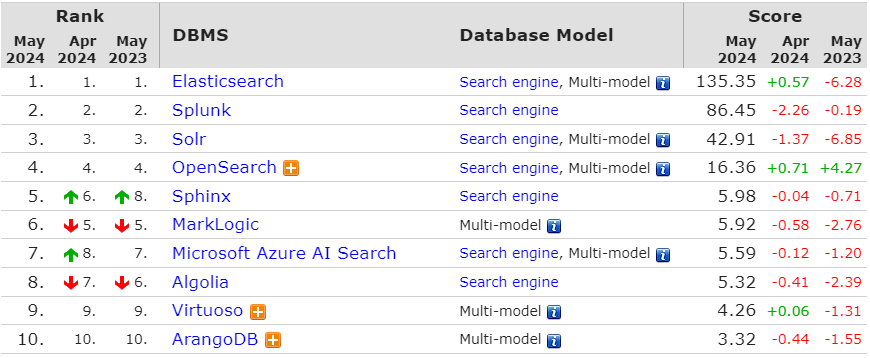 Rank Score
May 2024 Apr 2024 May 2023 DBMS Database Model May 2024 Apr 2024 May 2023
1. 1. 1. Elasticsearch Search engine, Multi-model i 135.35 +0.57 -6.28
2. 2. 2. Splunk Search engine 86.45 -2.26 -0.19
3. 3. 3. Solr Search engine, Multi-model i 42.91 -1.37 -6.85
4. 4. 4. OpenSearch Search engine, Multi-model i 16.36 +0.71 +4.27
5. 6. 8. Sphinx Search engine 5.98 -0.04 -0.71
6. 5. 5. MarkLogic Multi-model i 5.92 -0.58 -2.76
7. 8. 7. Microsoft Azure AI Search Search engine, Multi-model i 5.59 -0.12 -1.20
8. 7. 6. Algolia Search engine 5.32 -0.41 -2.39
9. 9. 9. Virtuoso Multi-model i 4.26 +0.06 -1.31
10. 10. 10. ArangoDB Multi-model i 3.32 -0.44 -1.55